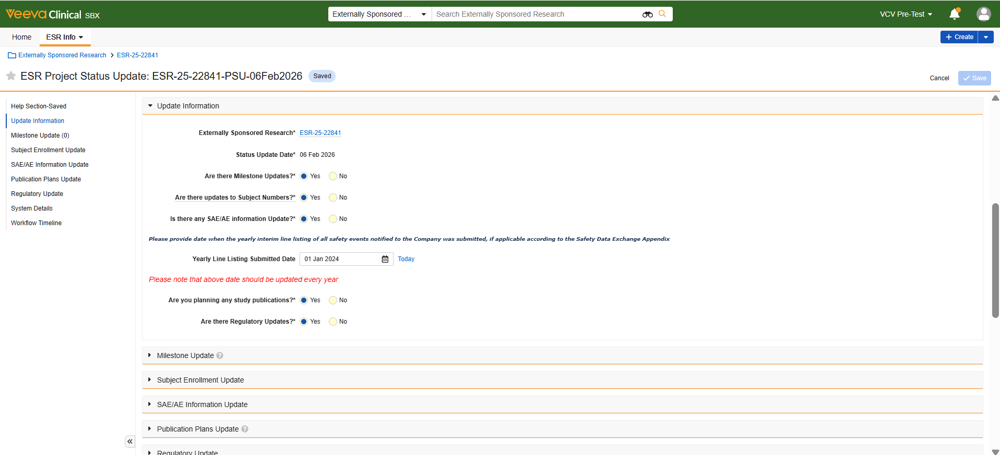 Veeva Clinical SBX
Externally Sponsored ...
Search Externally Sponsored Research
VCV Pre-Test
Home
ESR Info
Create
Externally Sponsored Research
ESR-25-22841
ESR Project Status Update: ESR-25-22841-PSU-06Feb2026
Saved
Cancel
Save
Help Section-Saved
Update Information
Milestone Update (0)
Subject Enrollment Update
SAE/AE Information Update
Publication Plans Update
Regulatory Update
System Details
Workflow Timeline
Update Information
Externally Sponsored Research* ESR-25-22841
Status Update Date* 06 Feb 2026
Are there Milestone Updates?* Yes No
Are there updates to Subject Numbers?* Yes No
Is there any SAE/AE information Update?* Yes No
Please provide date when the yearly interim line listing of all safety events notified to the Company was submitted, if applicable according to the Safety Data Exchange Appendix
Yearly Line Listing Submitted Date 01 Jan 2024 Today
Please note that above date should be updated every year
Are you planning any study publications?* Yes No
Are there Regulatory Updates?* Yes No
Milestone Update ?
Subject Enrollment Update
SAE/AE Information Update
Publication Plans Update ?
Regulatory Update